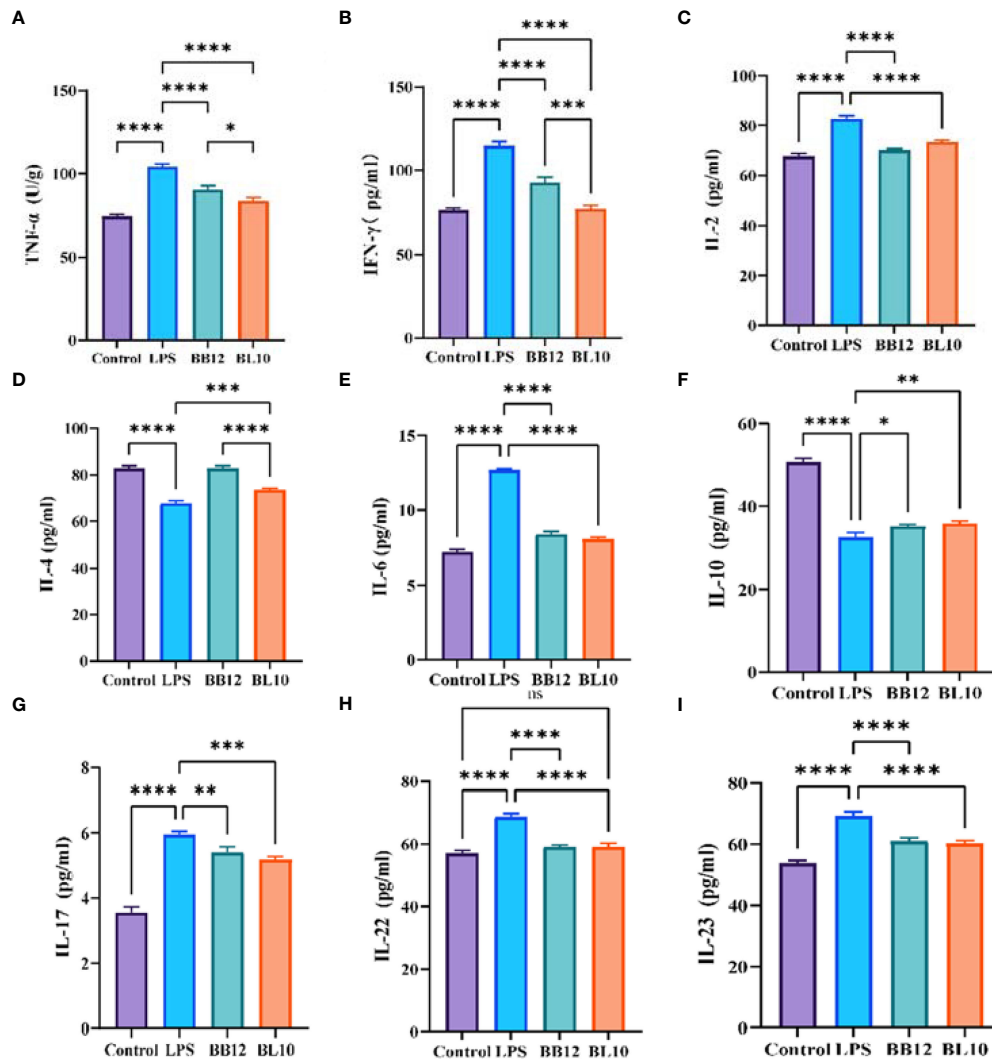 A
B
C
****
****
****
*
TNF-α (U/g)
150
100
50
0
Control LPS BB12 BL10
****
****
****
***
IFN-γ( pg/ml)
150
100
50
0
Control LPS BB12 BL10
****
****
****
IL-2 (pg/ml)
100
80
60
40
20
0
Control LPS BB12 BL10
D
E
F
***
****
****
IL-4 (pg/ml)
100
80
60
40
20
0
Control LPS BB12 BL10
****
****
****
IL-6 (pg/ml)
15
10
5
0
Control LPS BB12 BL10
**
****
*
IL-10 (pg/ml)
60
40
20
0
Control LPS BB12 BL10
G
H
I
***
****
**
IL-17 (pg/ml)
8
6
4
2
0
Control LPS BB12 BL10
ns
****
****
****
IL-22 (pg/ml)
80
60
40
20
0
Control LPS BB12 BL10
****
****
****
IL-23 (pg/ml)
80
60
40
20
0
Control LPS BB12 BL10